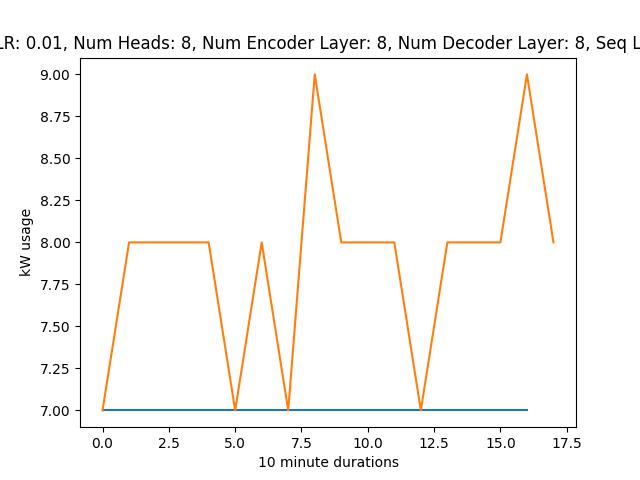 LR: 0.01, Num Heads: 8, Num Encoder Layer: 8, Num Decoder Layer: 8, Seq L
9.00
8.75
8.50
8.25
8.00
7.75
7.50
7.25
7.00
kW usage
0.0 2.5 5.0 7.5 10.0 12.5 15.0 17.5
10 minute durations